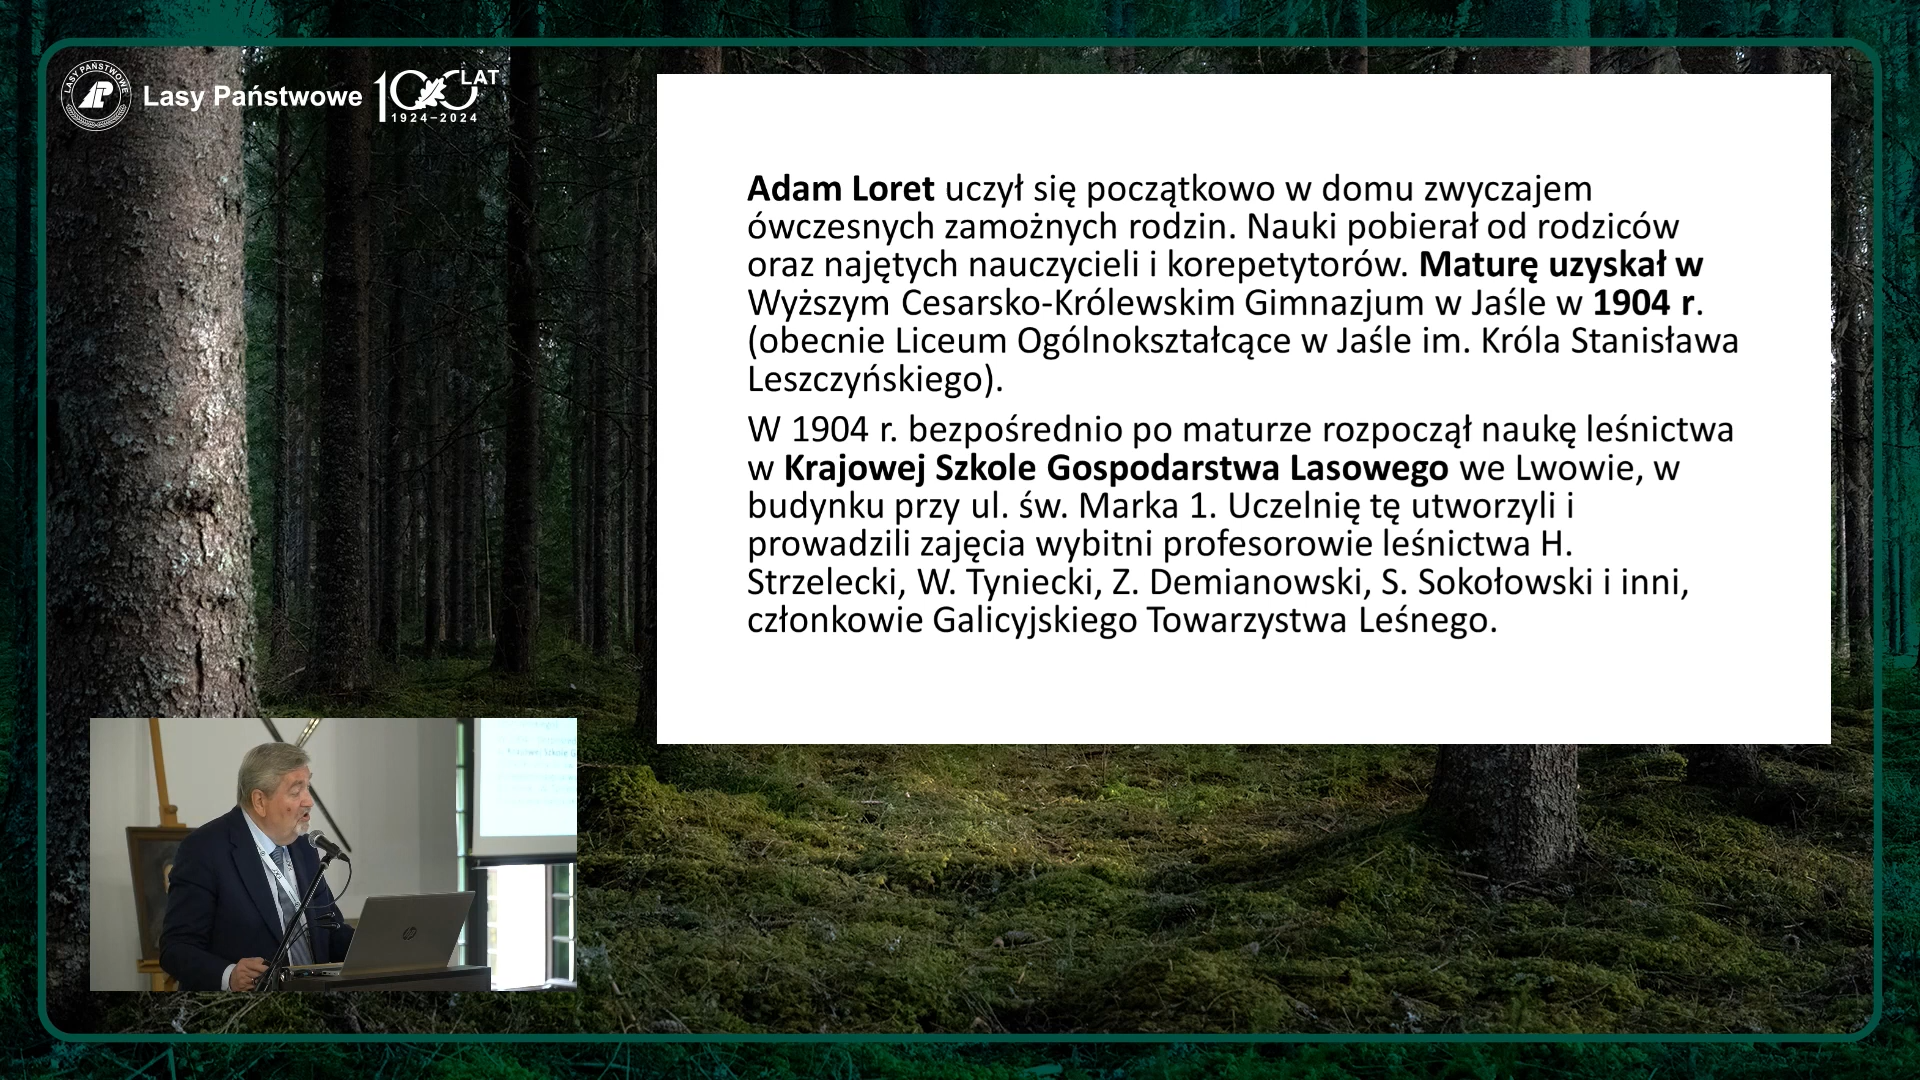 LASY PAŃSTWOWE
LP
Lasy Państwowe
100 LAT
1924–2024
Adam Loret uczył się początkowo w domu zwyczajem
ówczesnych zamożnych rodzin. Nauki pobierał od rodziców
oraz najętych nauczycieli i korepetytorów. Maturę uzyskał w
Wyższym Cesarsko-Królewskim Gimnazjum w Jaśle w 1904 r.
(obecnie Liceum Ogólnokształcące w Jaśle im. Króla Stanisława
Leszczyńskiego).
W 1904 r. bezpośrednio po maturze rozpoczął naukę leśnictwa
w Krajowej Szkole Gospodarstwa Lasowego we Lwowie, w
budynku przy ul. św. Marka 1. Uczelnię tę utworzyli i
prowadzili zajęcia wybitni profesorowie leśnictwa H.
Strzelecki, W. Tyniecki, Z. Demianowski, S. Sokołowski i inni,
członkowie Galicyjskiego Towarzystwa Leśnego.
hp